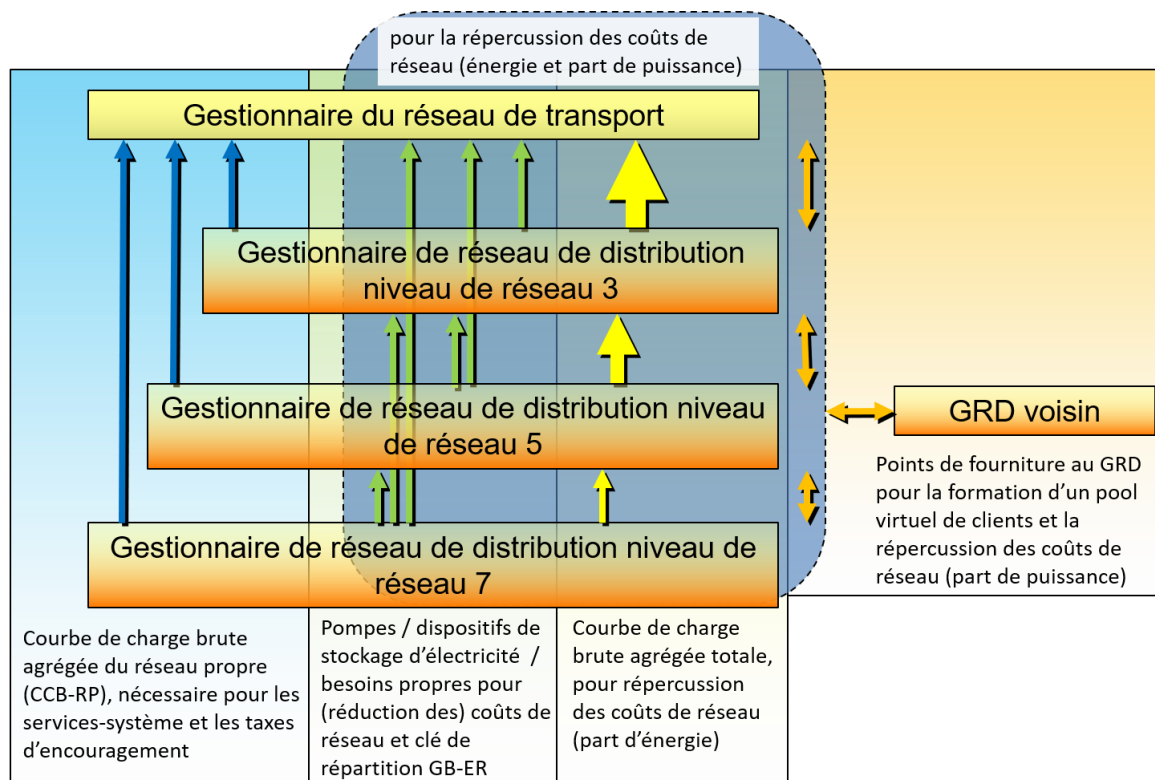 pour la répercussion des coûts de
réseau (énergie et part de puissance)
Gestionnaire du réseau de transport
Gestionnaire de réseau de distribution
niveau de réseau 3
Gestionnaire de réseau de distribution niveau
de réseau 5
GRD voisin
Points de fourniture au GRD
pour la formation d’un pool
virtuel de clients et la
répercussion des coûts de
réseau (part de puissance)
Gestionnaire de réseau de distribution niveau de
réseau 7
Courbe de charge brute
agrégée du réseau propre
(CCB-RP), nécessaire pour les
services-système et les taxes
d’encouragement
Pompes / dispositifs de
stockage d’électricité /
besoins propres pour
(réduction des) coûts de
réseau et clé de
répartition GB-ER
Courbe de charge
brute agrégée totale,
pour répercussion
des coûts de réseau
(part d’énergie)